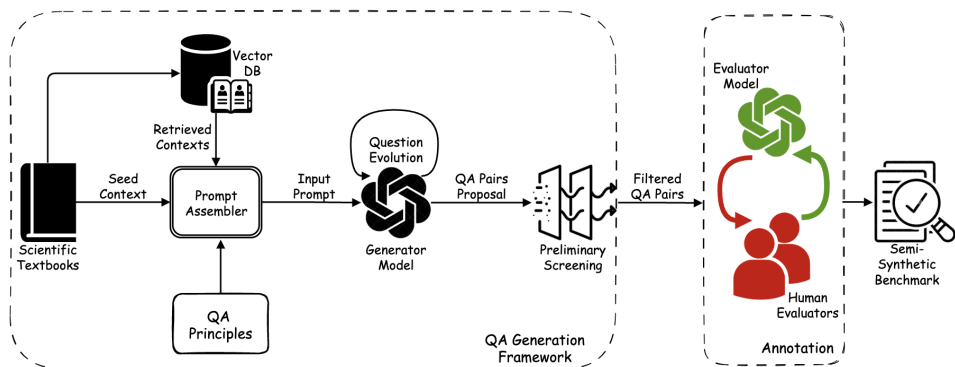 Vector
DB
Retrieved
Contexts
Scientific
Textbooks
Seed
Context
Prompt
Assembler
QA
Principles
Input
Prompt
Question
Evolution
Generator
Model
QA Pairs
Proposal
Preliminary
Screening
QA Generation
Framework
Filtered
QA Pairs
Evaluator
Model
Human
Evaluators
Annotation
Semi-
Synthetic
Benchmark